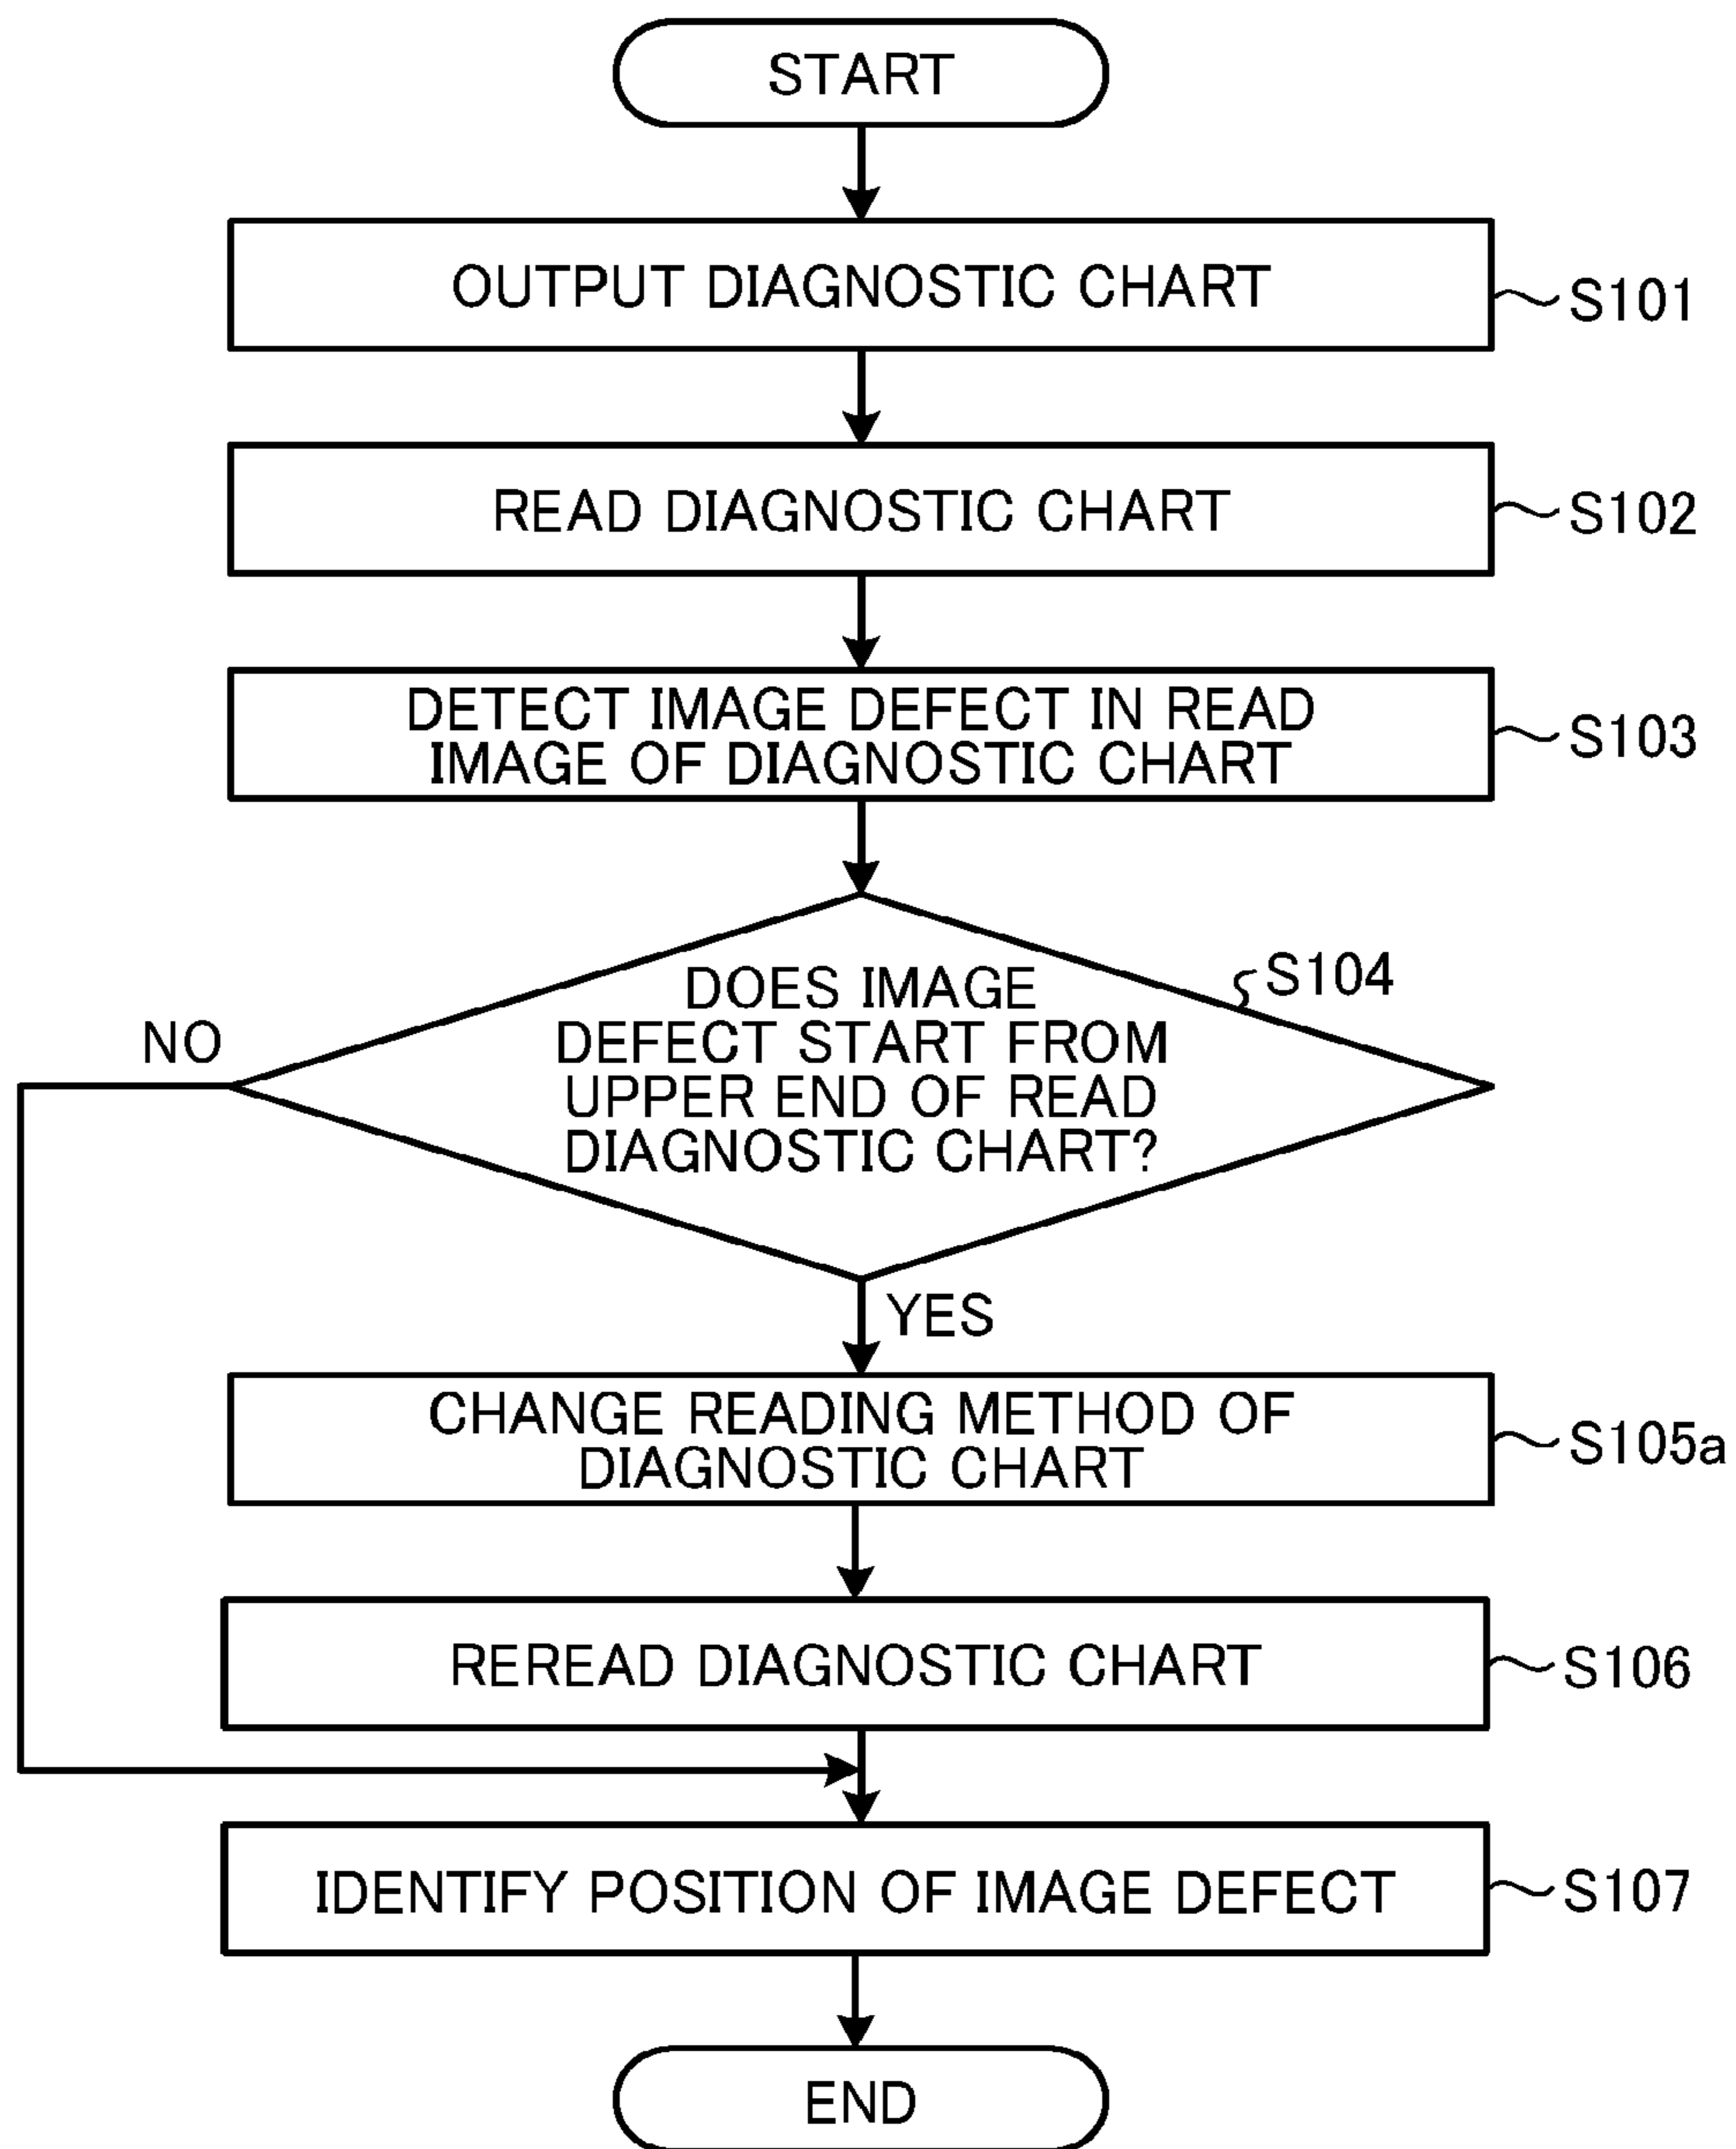 START
OUTPUT DIAGNOSTIC CHART
S101
READ DIAGNOSTIC CHART
S102
DETECT IMAGE DEFECT IN READ
IMAGE OF DIAGNOSTIC CHART
S103
DOES IMAGE
DEFECT START FROM
UPPER END OF READ
DIAGNOSTIC CHART?
S104
NO
YES
CHANGE READING METHOD OF
DIAGNOSTIC CHART
S105a
REREAD DIAGNOSTIC CHART
S106
IDENTIFY POSITION OF IMAGE DEFECT
S107
END